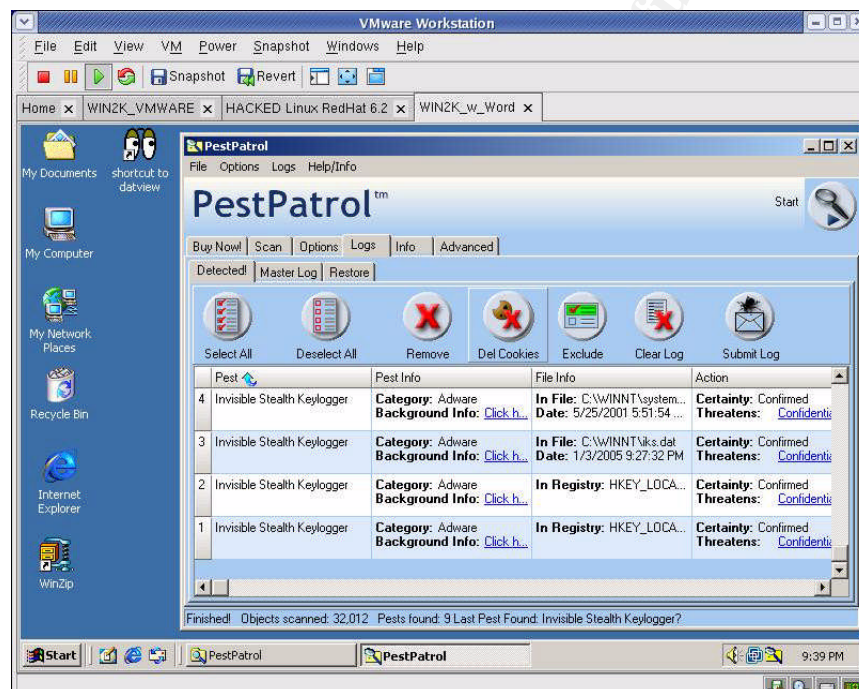 VMware Workstation
File Edit View VM Power Snapshot Windows Help
Snapshot Revert
Home WIN2K_VMWARE HACKED Linux RedHat 6.2 WIN2K_w_Word
My Documents
shortcut to datview
My Computer
My Network Places
Recycle Bin
Internet Explorer
WinZip
PestPatrol
File Options Logs Help/Info
PestPatrol™
Start
Buy Now! Scan Options Logs Info Advanced
Detected! Master Log Restore
Select All Deselect All Remove Del Cookies Exclude Clear Log Submit Log
Pest Pest Info File Info Action
4 Invisible Stealth Keylogger Category: Adware In File: C:\WINNT\system... Certainty: Confirmed
Background Info: Click h... Date: 5/25/2001 5:51:54 ... Threatens: Confidentia
3 Invisible Stealth Keylogger Category: Adware In File: C:\WINNT\iks.dat Certainty: Confirmed
Background Info: Click h... Date: 1/3/2005 9:27:32 PM Threatens: Confidentia
2 Invisible Stealth Keylogger Category: Adware In Registry: HKEY_LOCA... Certainty: Confirmed
Background Info: Click h... Threatens: Confidentia
1 Invisible Stealth Keylogger Category: Adware In Registry: HKEY_LOCA... Certainty: Confirmed
Background Info: Click h... Threatens: Confidentia
Finished! Objects scanned: 32,012 Pests found: 9 Last Pest Found: Invisible Stealth Keylogger?
Start PestPatrol PestPatrol 9:39 PM